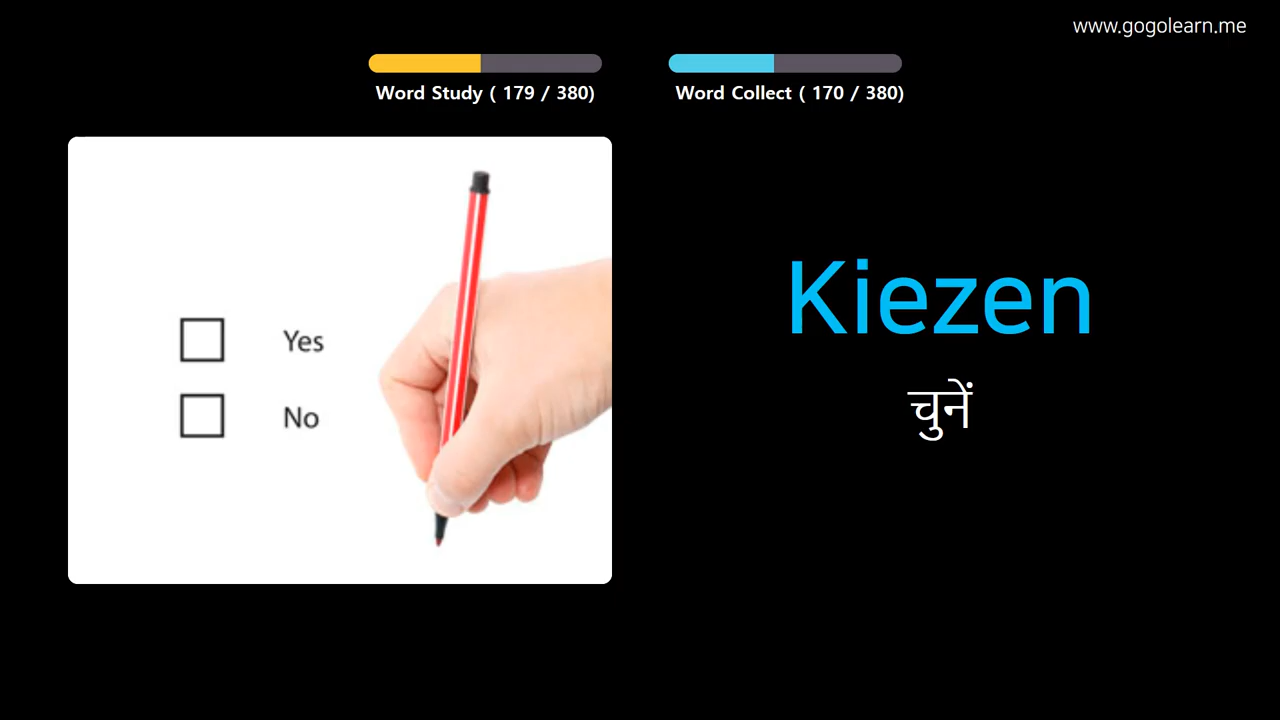 www.gogolearn.me
Word Study ( 179 / 380)
Word Collect ( 170 / 380)
Yes
No
Kiezen
चुनें